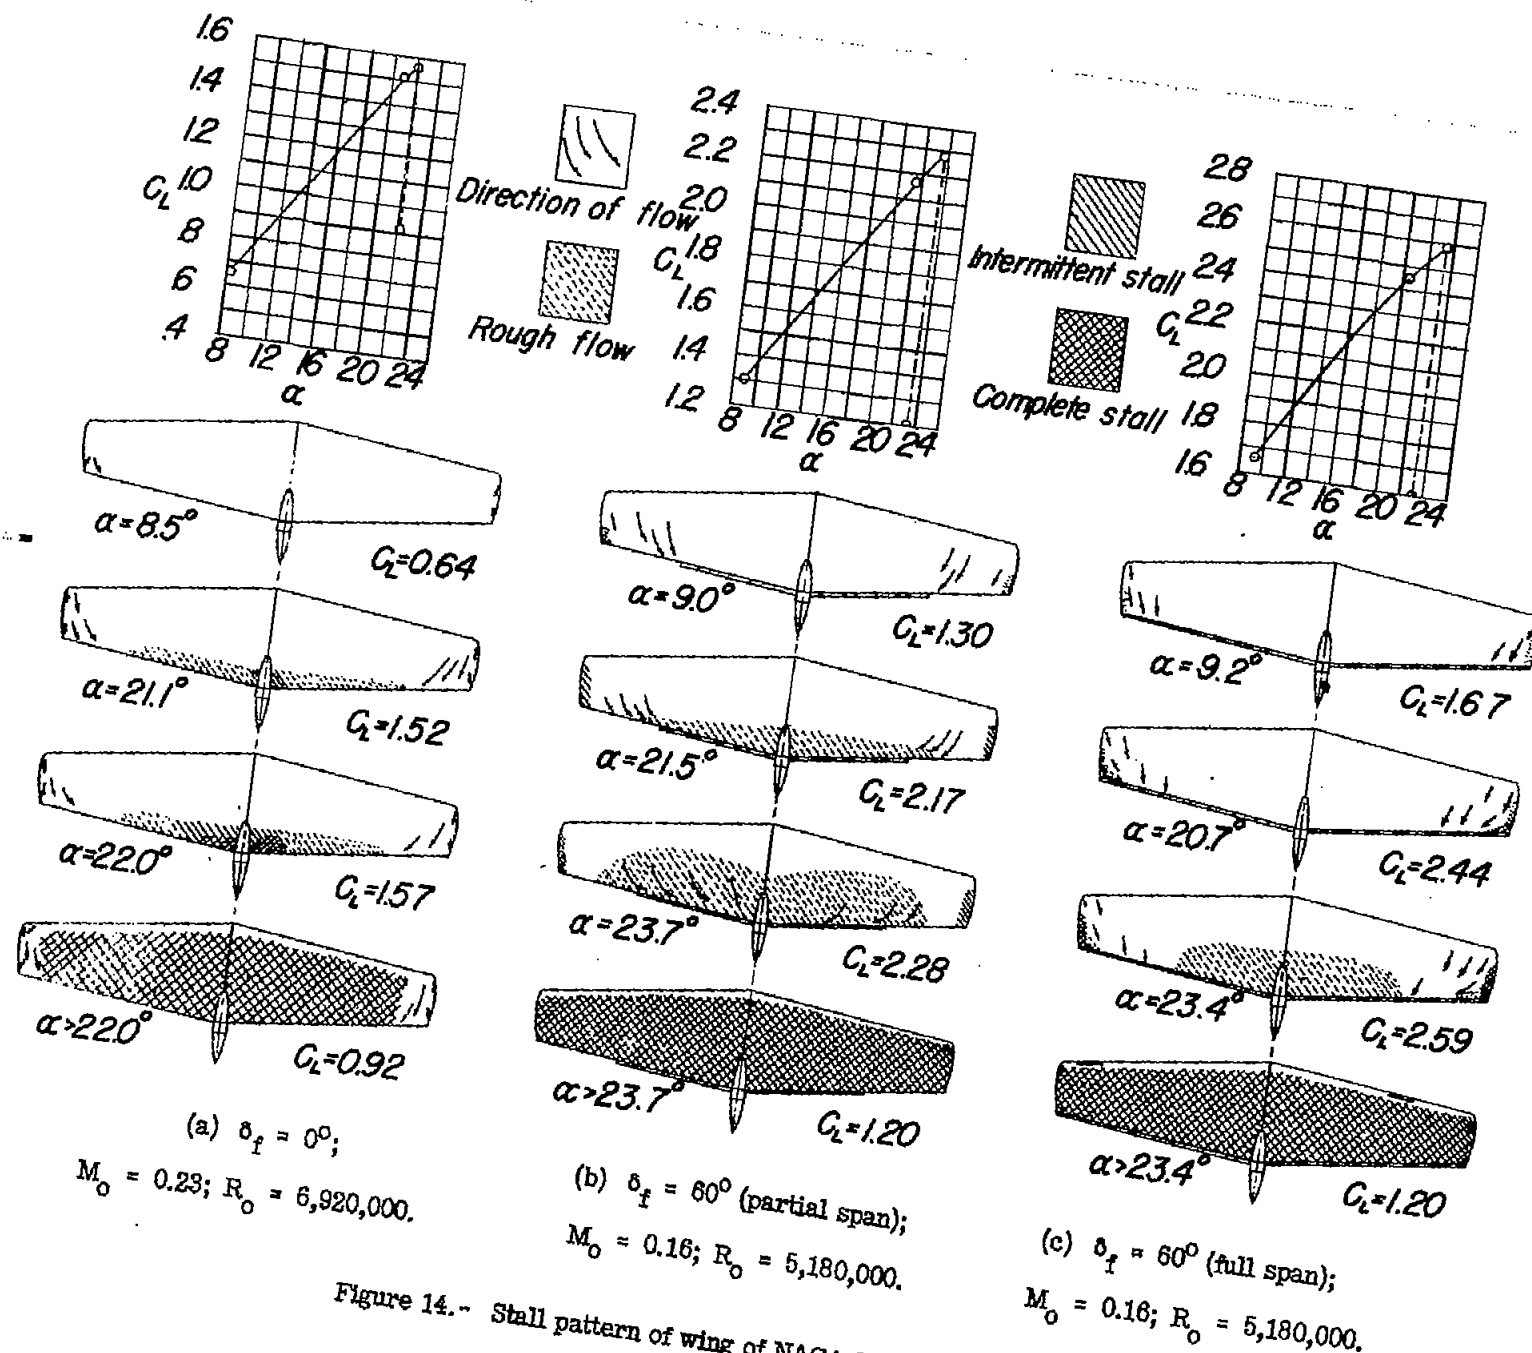 1.6
1.4
1.2
1.0
C_L
.8
.6
.4
8 12 16 20 24
α
Direction of flow
Rough flow
2.4
2.2
2.0
1.8
C_L
1.6
1.4
1.2
8 12 16 20 24
α
Intermittent stall
Complete stall
2.8
2.6
2.4
2.2
C_L
2.0
1.8
1.6
8 12 16 20 24
α
α=8.5°
C_L=0.64
α=21.1°
C_L=1.52
α=22.0°
C_L=1.57
α>22.0°
C_L=0.92
(a) δ_f = 0°;
M_o = 0.23; R_o = 6,920,000.
α=9.0°
C_L=1.30
α=21.5°
C_L=2.17
α=23.7°
C_L=2.28
α>23.7°
C_L=1.20
(b) δ_f = 60° (partial span);
M_o = 0.16; R_o = 5,180,000.
α=9.2°
C_L=1.67
α=20.7°
C_L=2.44
α=23.4°
C_L=2.59
α>23.4°
C_L=1.20
(c) δ_f = 60° (full span);
M_o = 0.16; R_o = 5,180,000.
Figure 14.- Stall pattern of wing of